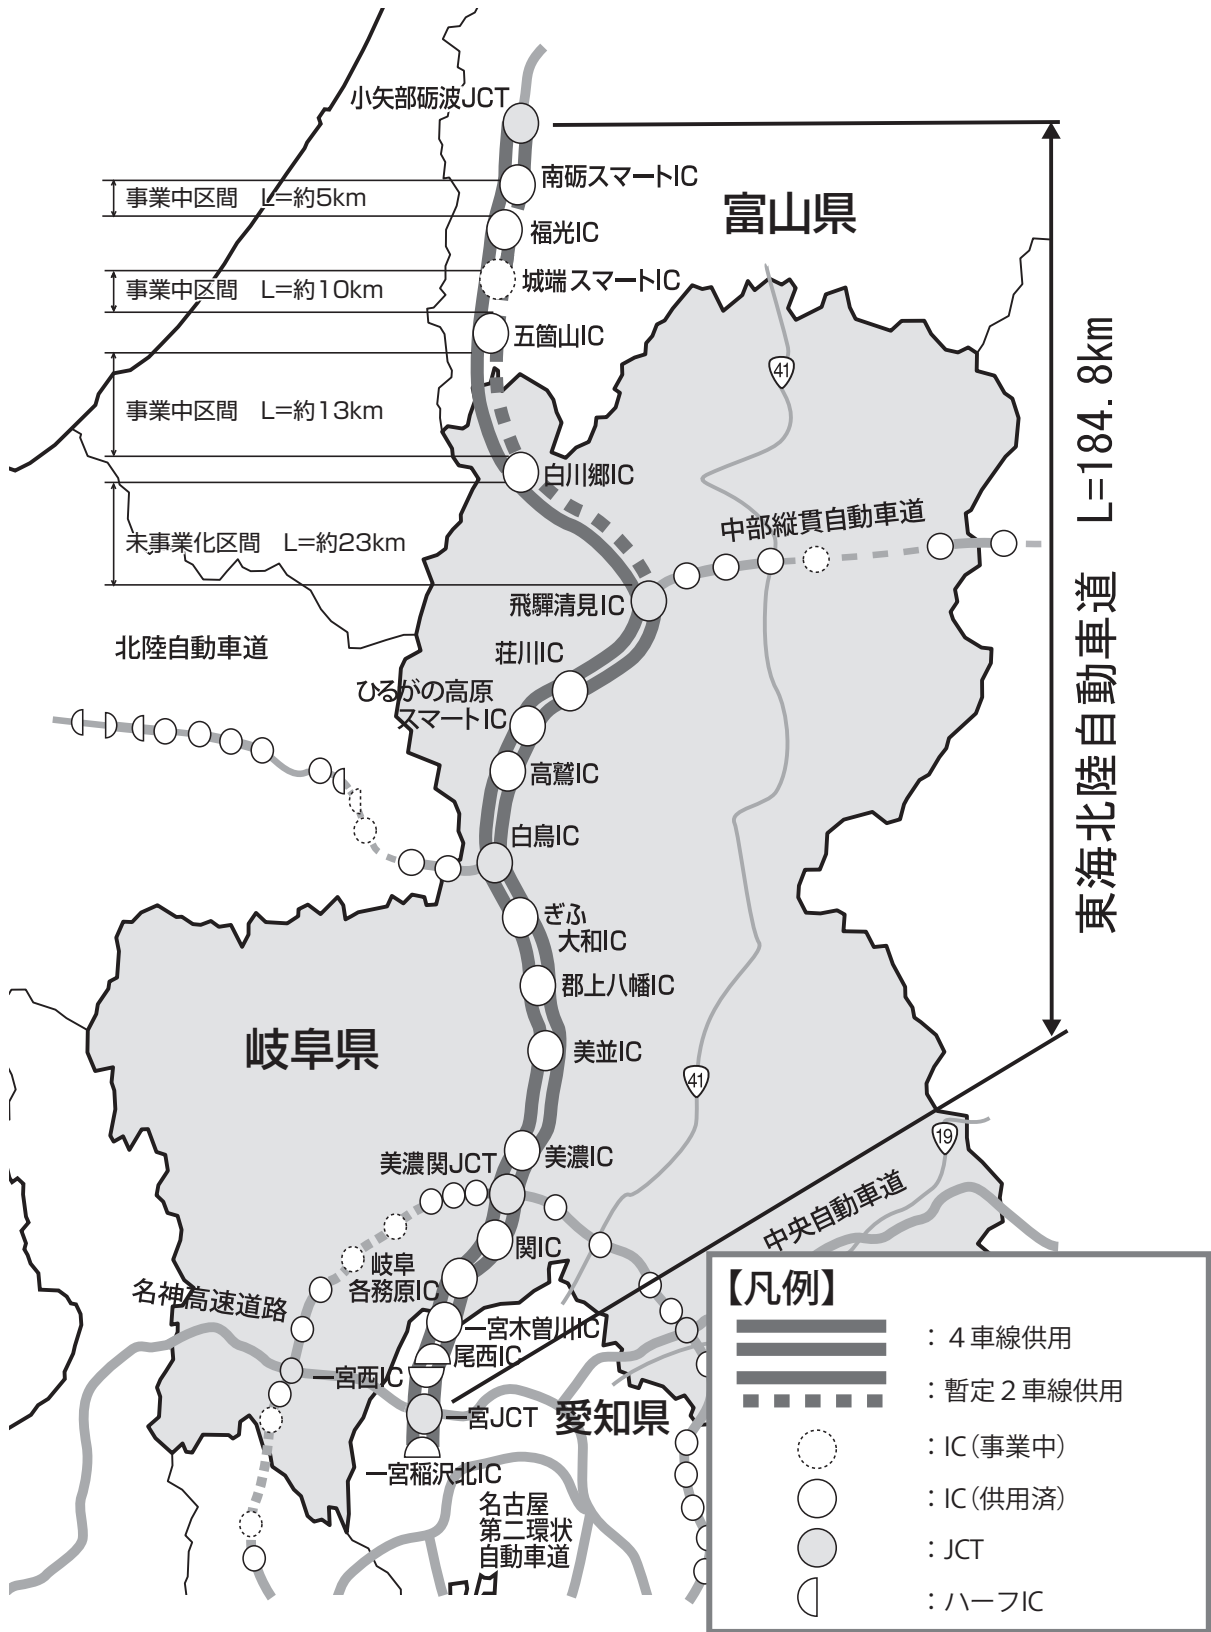 小矢部砺波JCT
南砺スマートIC
事業中区間　L=約5km
富山県
福光IC
城端スマートIC
事業中区間　L=約10km
五箇山IC
41
事業中区間　L=約13km
白川郷IC
中部縦貫自動車道
未事業化区間　L=約23km
飛驒清見IC
東海北陸自動車道　L=184.8km
北陸自動車道
荘川IC
ひるがの高原
スマートIC
高鷲IC
白鳥IC
ぎふ
大和IC
郡上八幡IC
岐阜県
美並IC
41
19
美濃IC
美濃関JCT
中央自動車道
関IC
岐阜
各務原IC
名神高速道路
一宮木曽川IC
尾西IC
一宮西IC
一宮JCT
愛知県
一宮稲沢北IC
名古屋
第二環状
自動車道
【凡例】
：４車線供用
：暫定２車線供用
：IC（事業中）
：IC（供用済）
：JCT
：ハーフIC